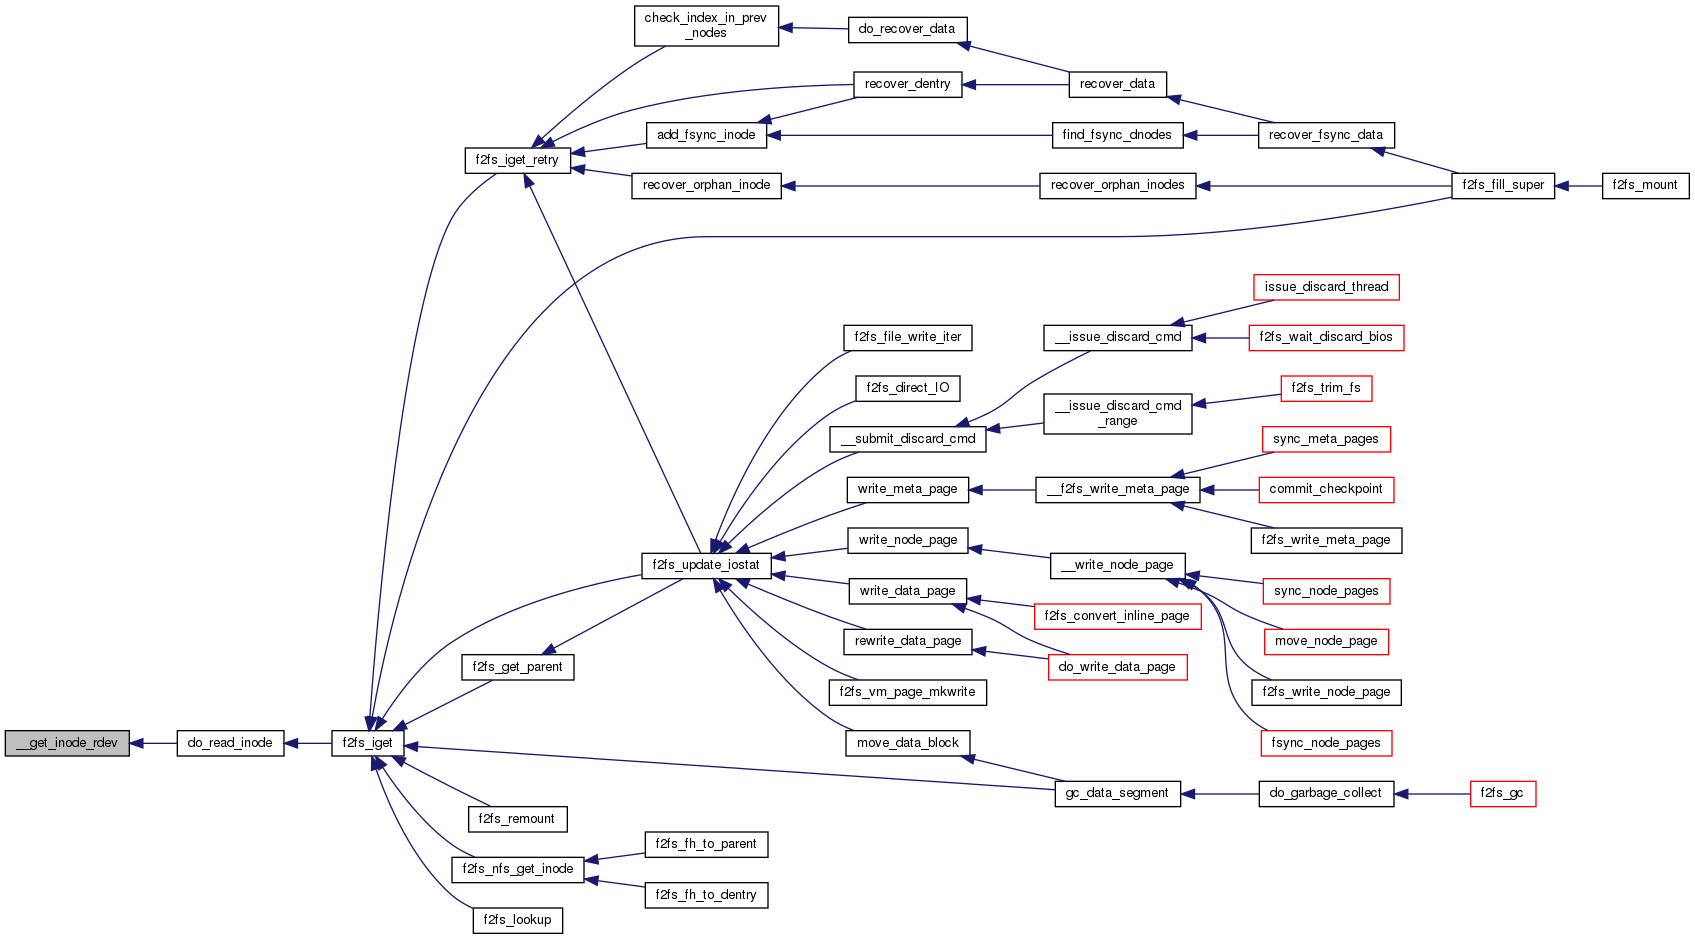 check_index_in_prev
_nodes
do_recover_data
recover_dentry
recover_data
add_fsync_inode
find_fsync_dnodes
recover_fsync_data
f2fs_iget_retry
recover_orphan_inode
recover_orphan_inodes
f2fs_fill_super
f2fs_mount
issue_discard_thread
f2fs_file_write_iter
__issue_discard_cmd
f2fs_wait_discard_bios
f2fs_direct_IO
f2fs_trim_fs
__issue_discard_cmd
_range
__submit_discard_cmd
sync_meta_pages
write_meta_page
__f2fs_write_meta_page
commit_checkpoint
write_node_page
f2fs_write_meta_page
f2fs_update_iostat
__write_node_page
write_data_page
sync_node_pages
f2fs_convert_inline_page
rewrite_data_page
move_node_page
f2fs_get_parent
do_write_data_page
f2fs_vm_page_mkwrite
f2fs_write_node_page
__get_inode_rdev
do_read_inode
f2fs_iget
move_data_block
fsync_node_pages
gc_data_segment
do_garbage_collect
f2fs_gc
f2fs_remount
f2fs_fh_to_parent
f2fs_nfs_get_inode
f2fs_fh_to_dentry
f2fs_lookup